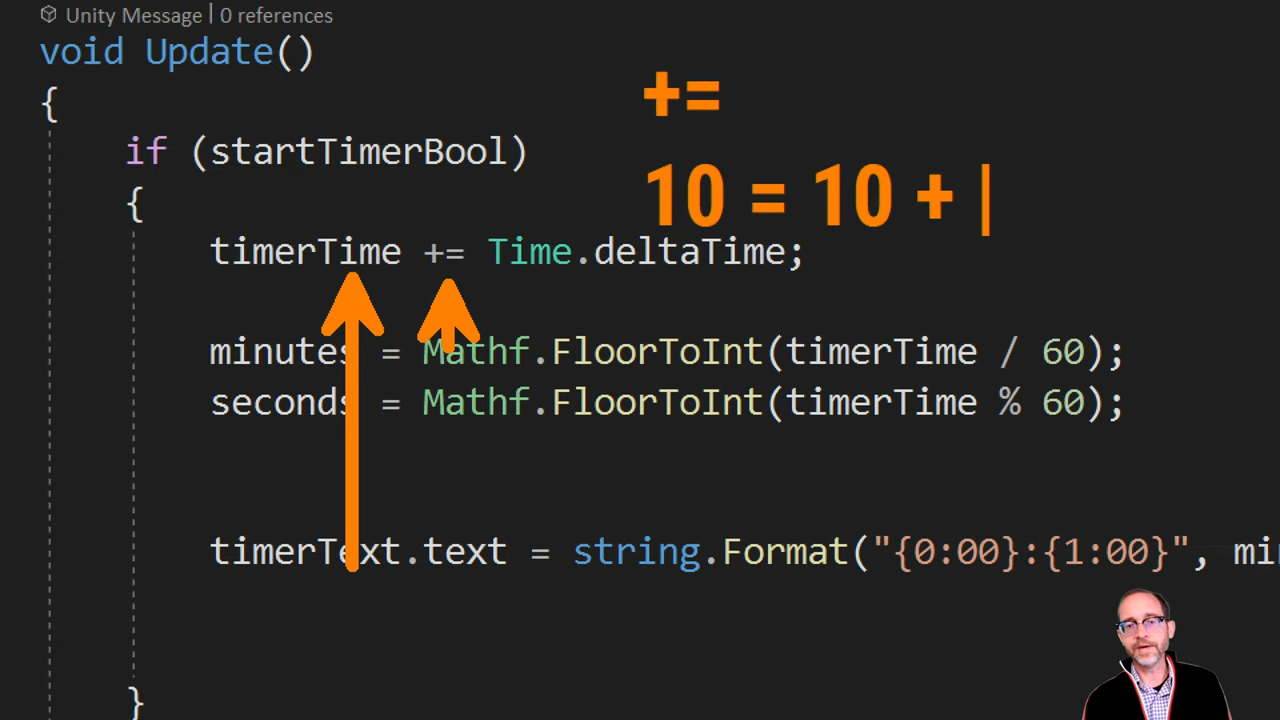 Unity Message | 0 references
void Update()
{
+=
if (startTimerBool)
{
10 = 10 + |
timerTime += Time.deltaTime;
minutes = Mathf.FloorToInt(timerTime / 60);
seconds = Mathf.FloorToInt(timerTime % 60);
timerText.text = string.Format("{0:00}:{1:00}", min
}